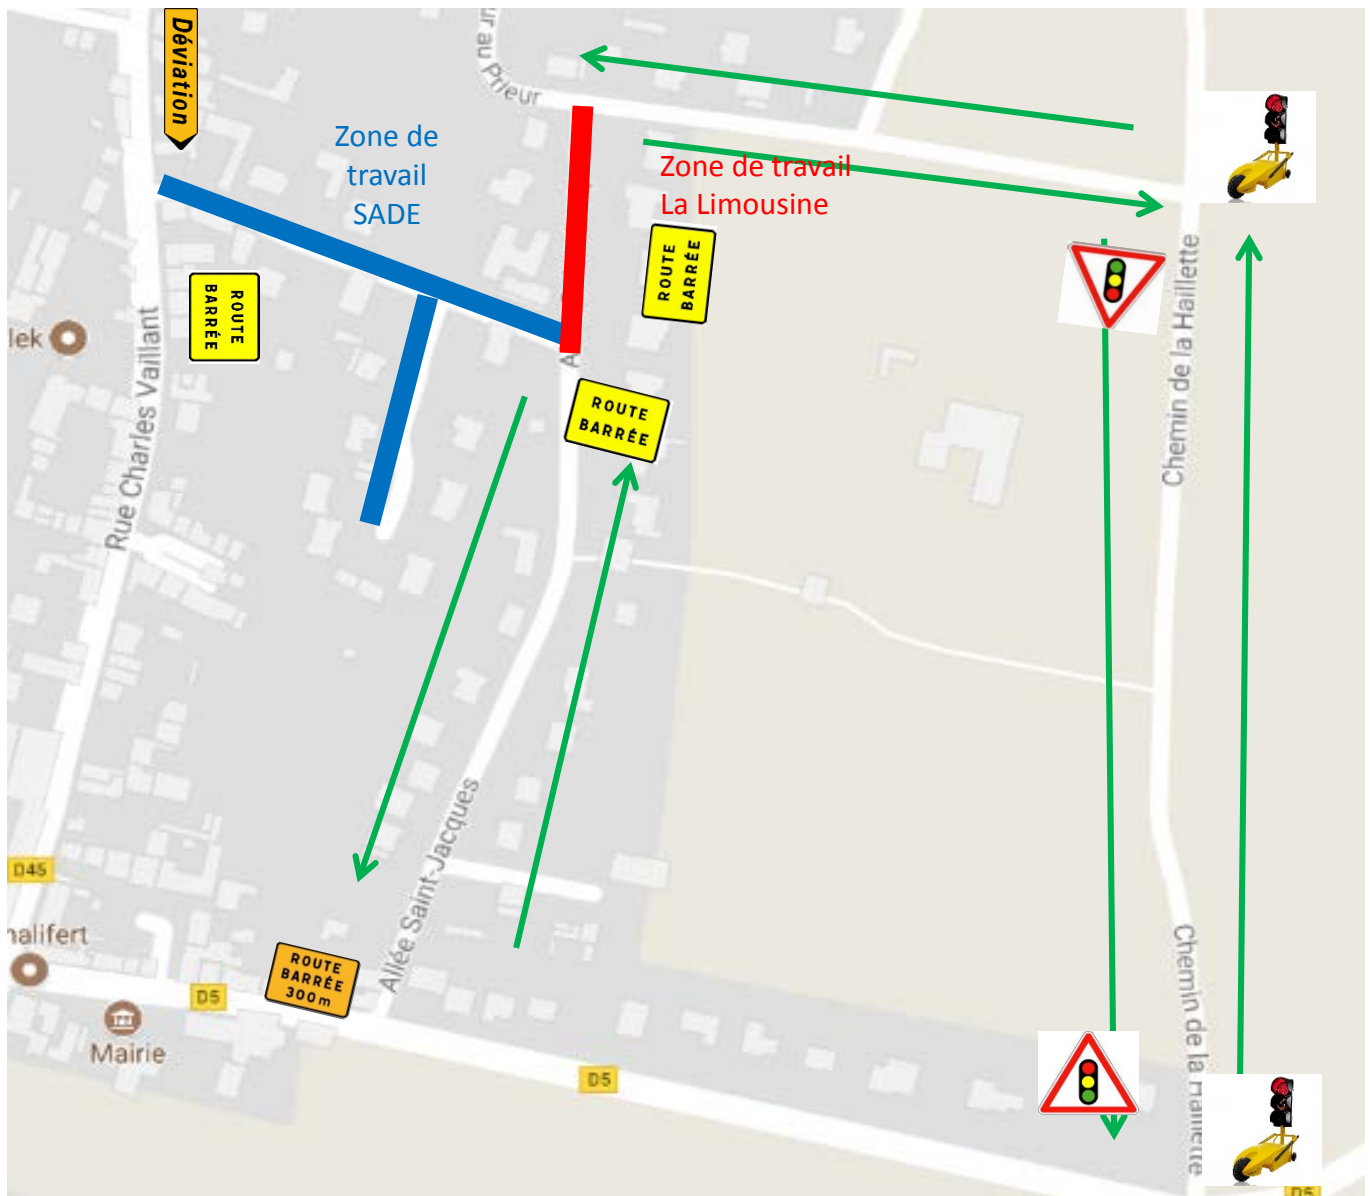 Déviation
ur au Prieur
Zone de
travail
SADE
Zone de travail
La Limousine
ROUTE
BARRÉE
ROUTE
BARRÉE
lek
Rue Charles Vaillant
Chemin de la Haillette
A
ROUTE
BARRÉE
Allée Saint-Jacques
D45
halifert
ROUTE
BARRÉE
300m
D5
Mairie
D5
Chemin de la Haillette
D5